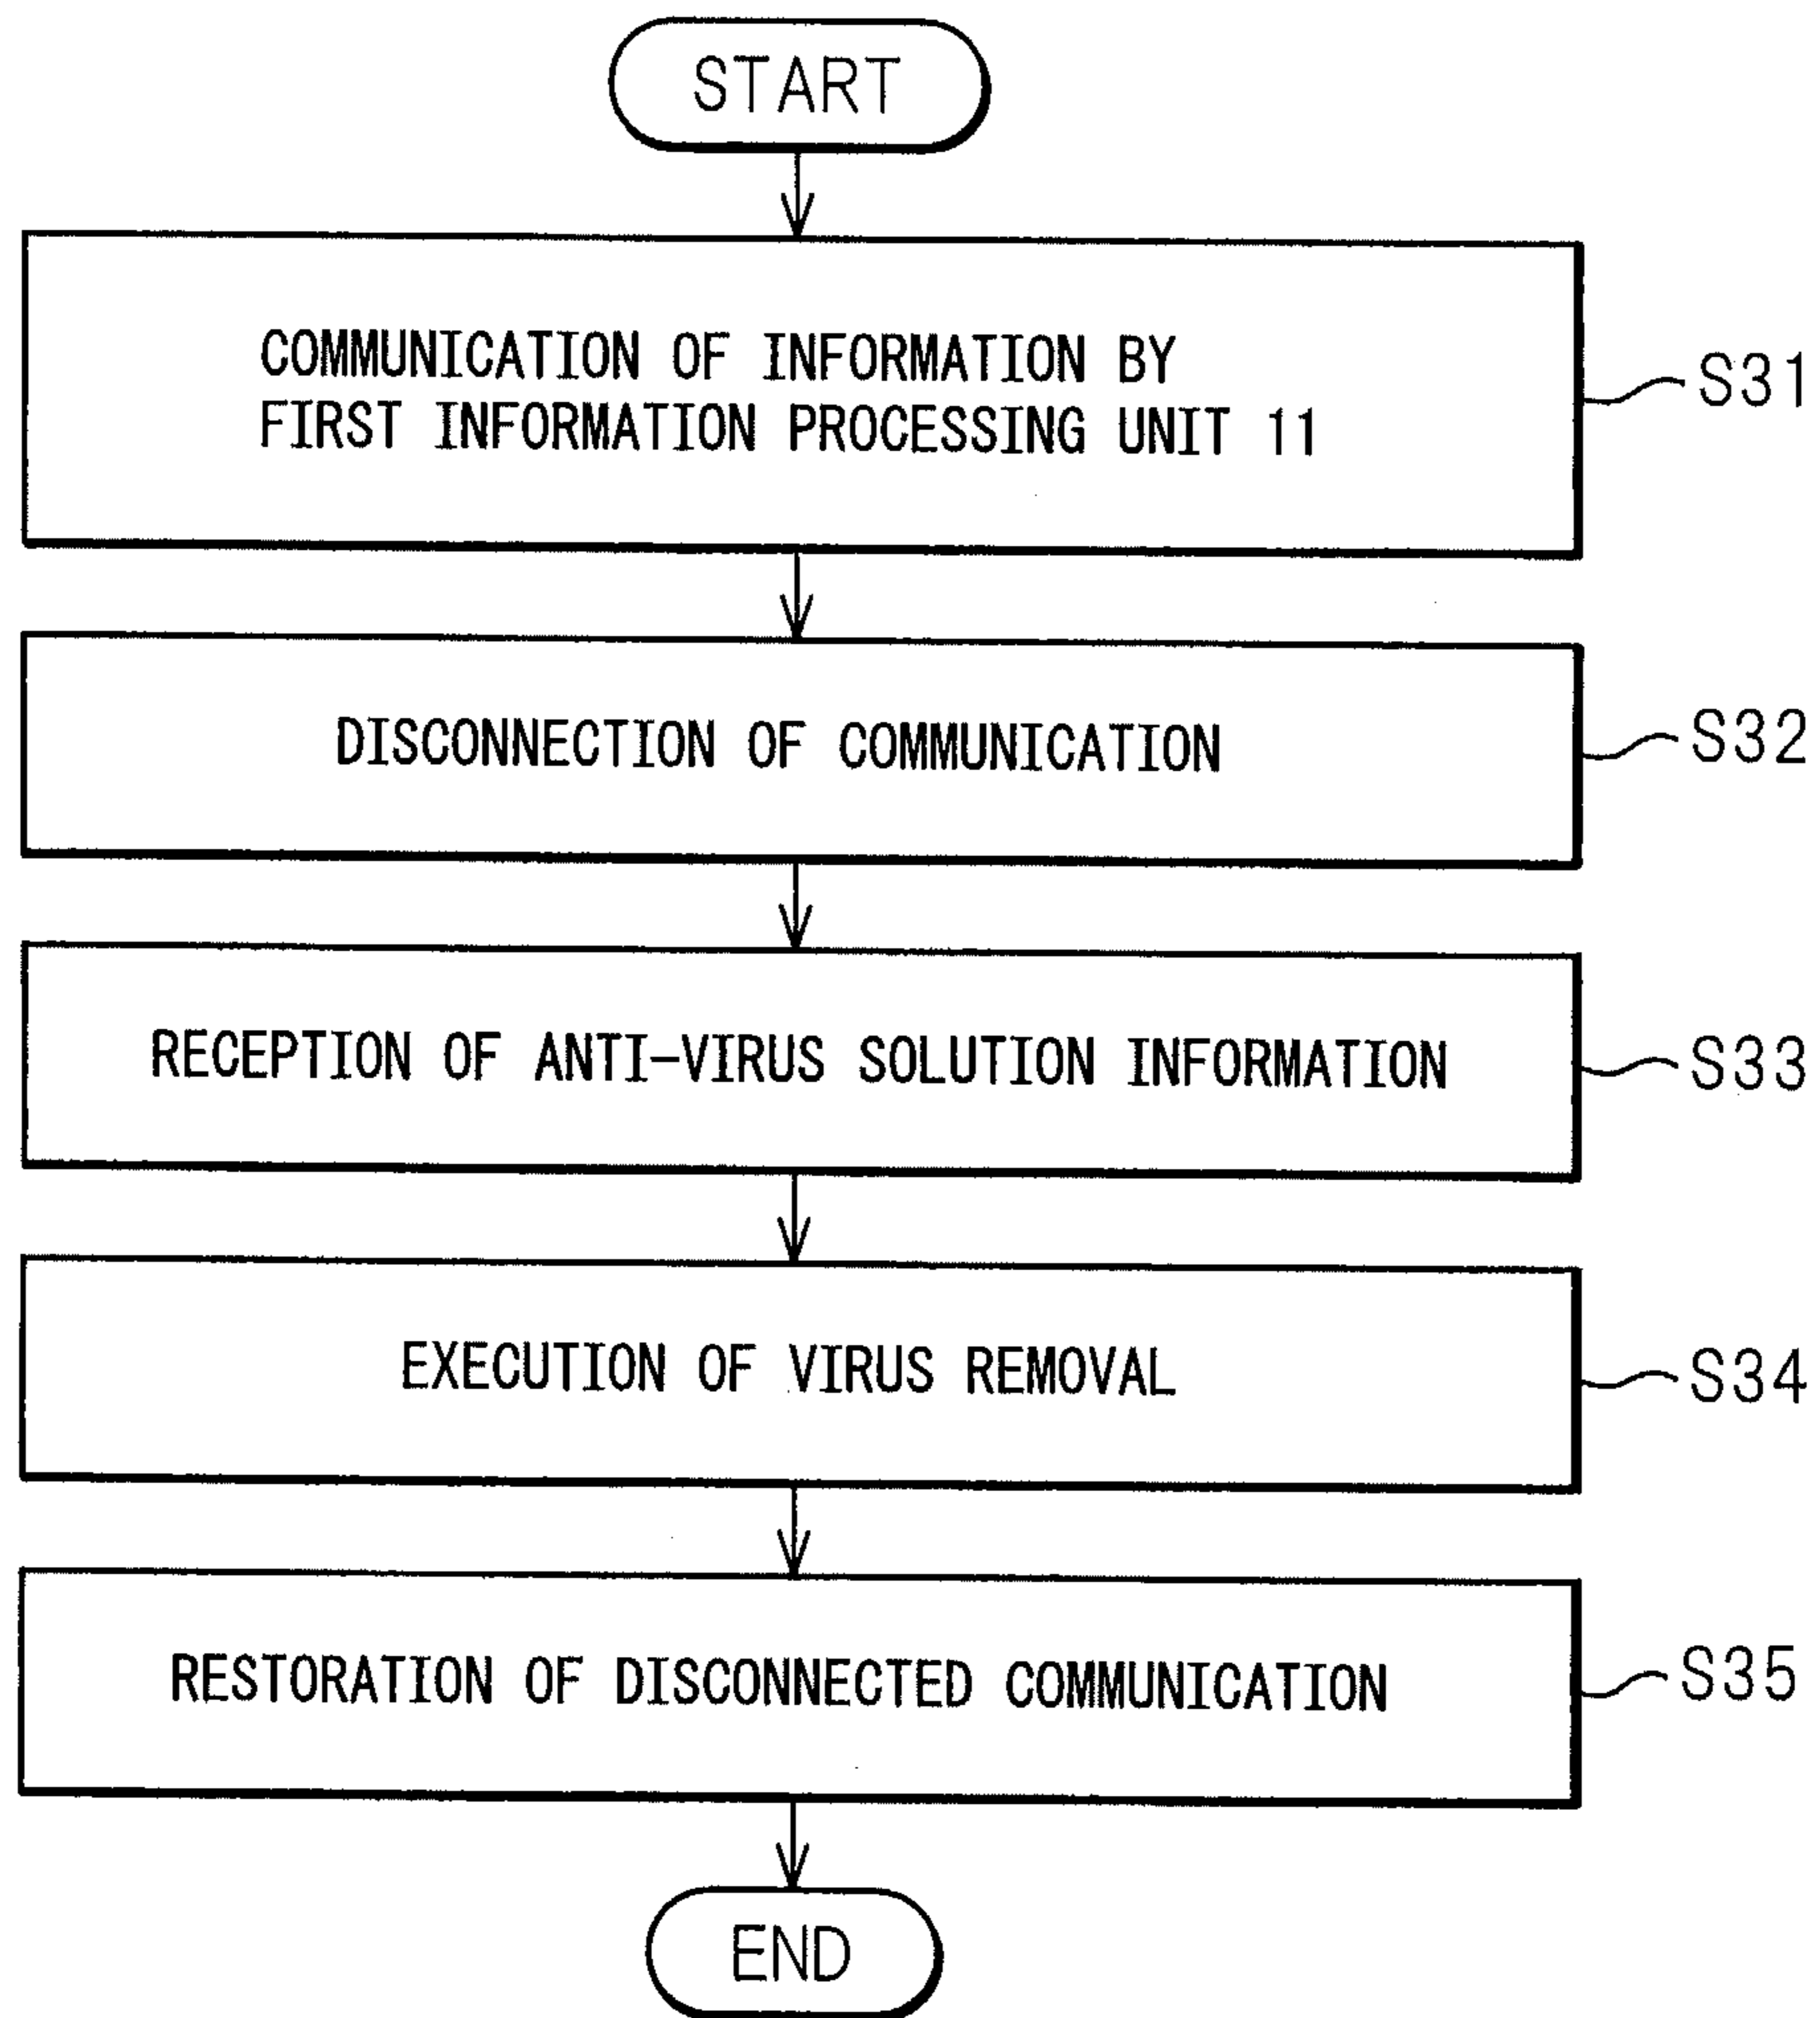 START
COMMUNICATION OF INFORMATION BY
FIRST INFORMATION PROCESSING UNIT 11
S31
DISCONNECTION OF COMMUNICATION
S32
RECEPTION OF ANTI-VIRUS SOLUTION INFORMATION
S33
EXECUTION OF VIRUS REMOVAL
S34
RESTORATION OF DISCONNECTED COMMUNICATION
S35
END